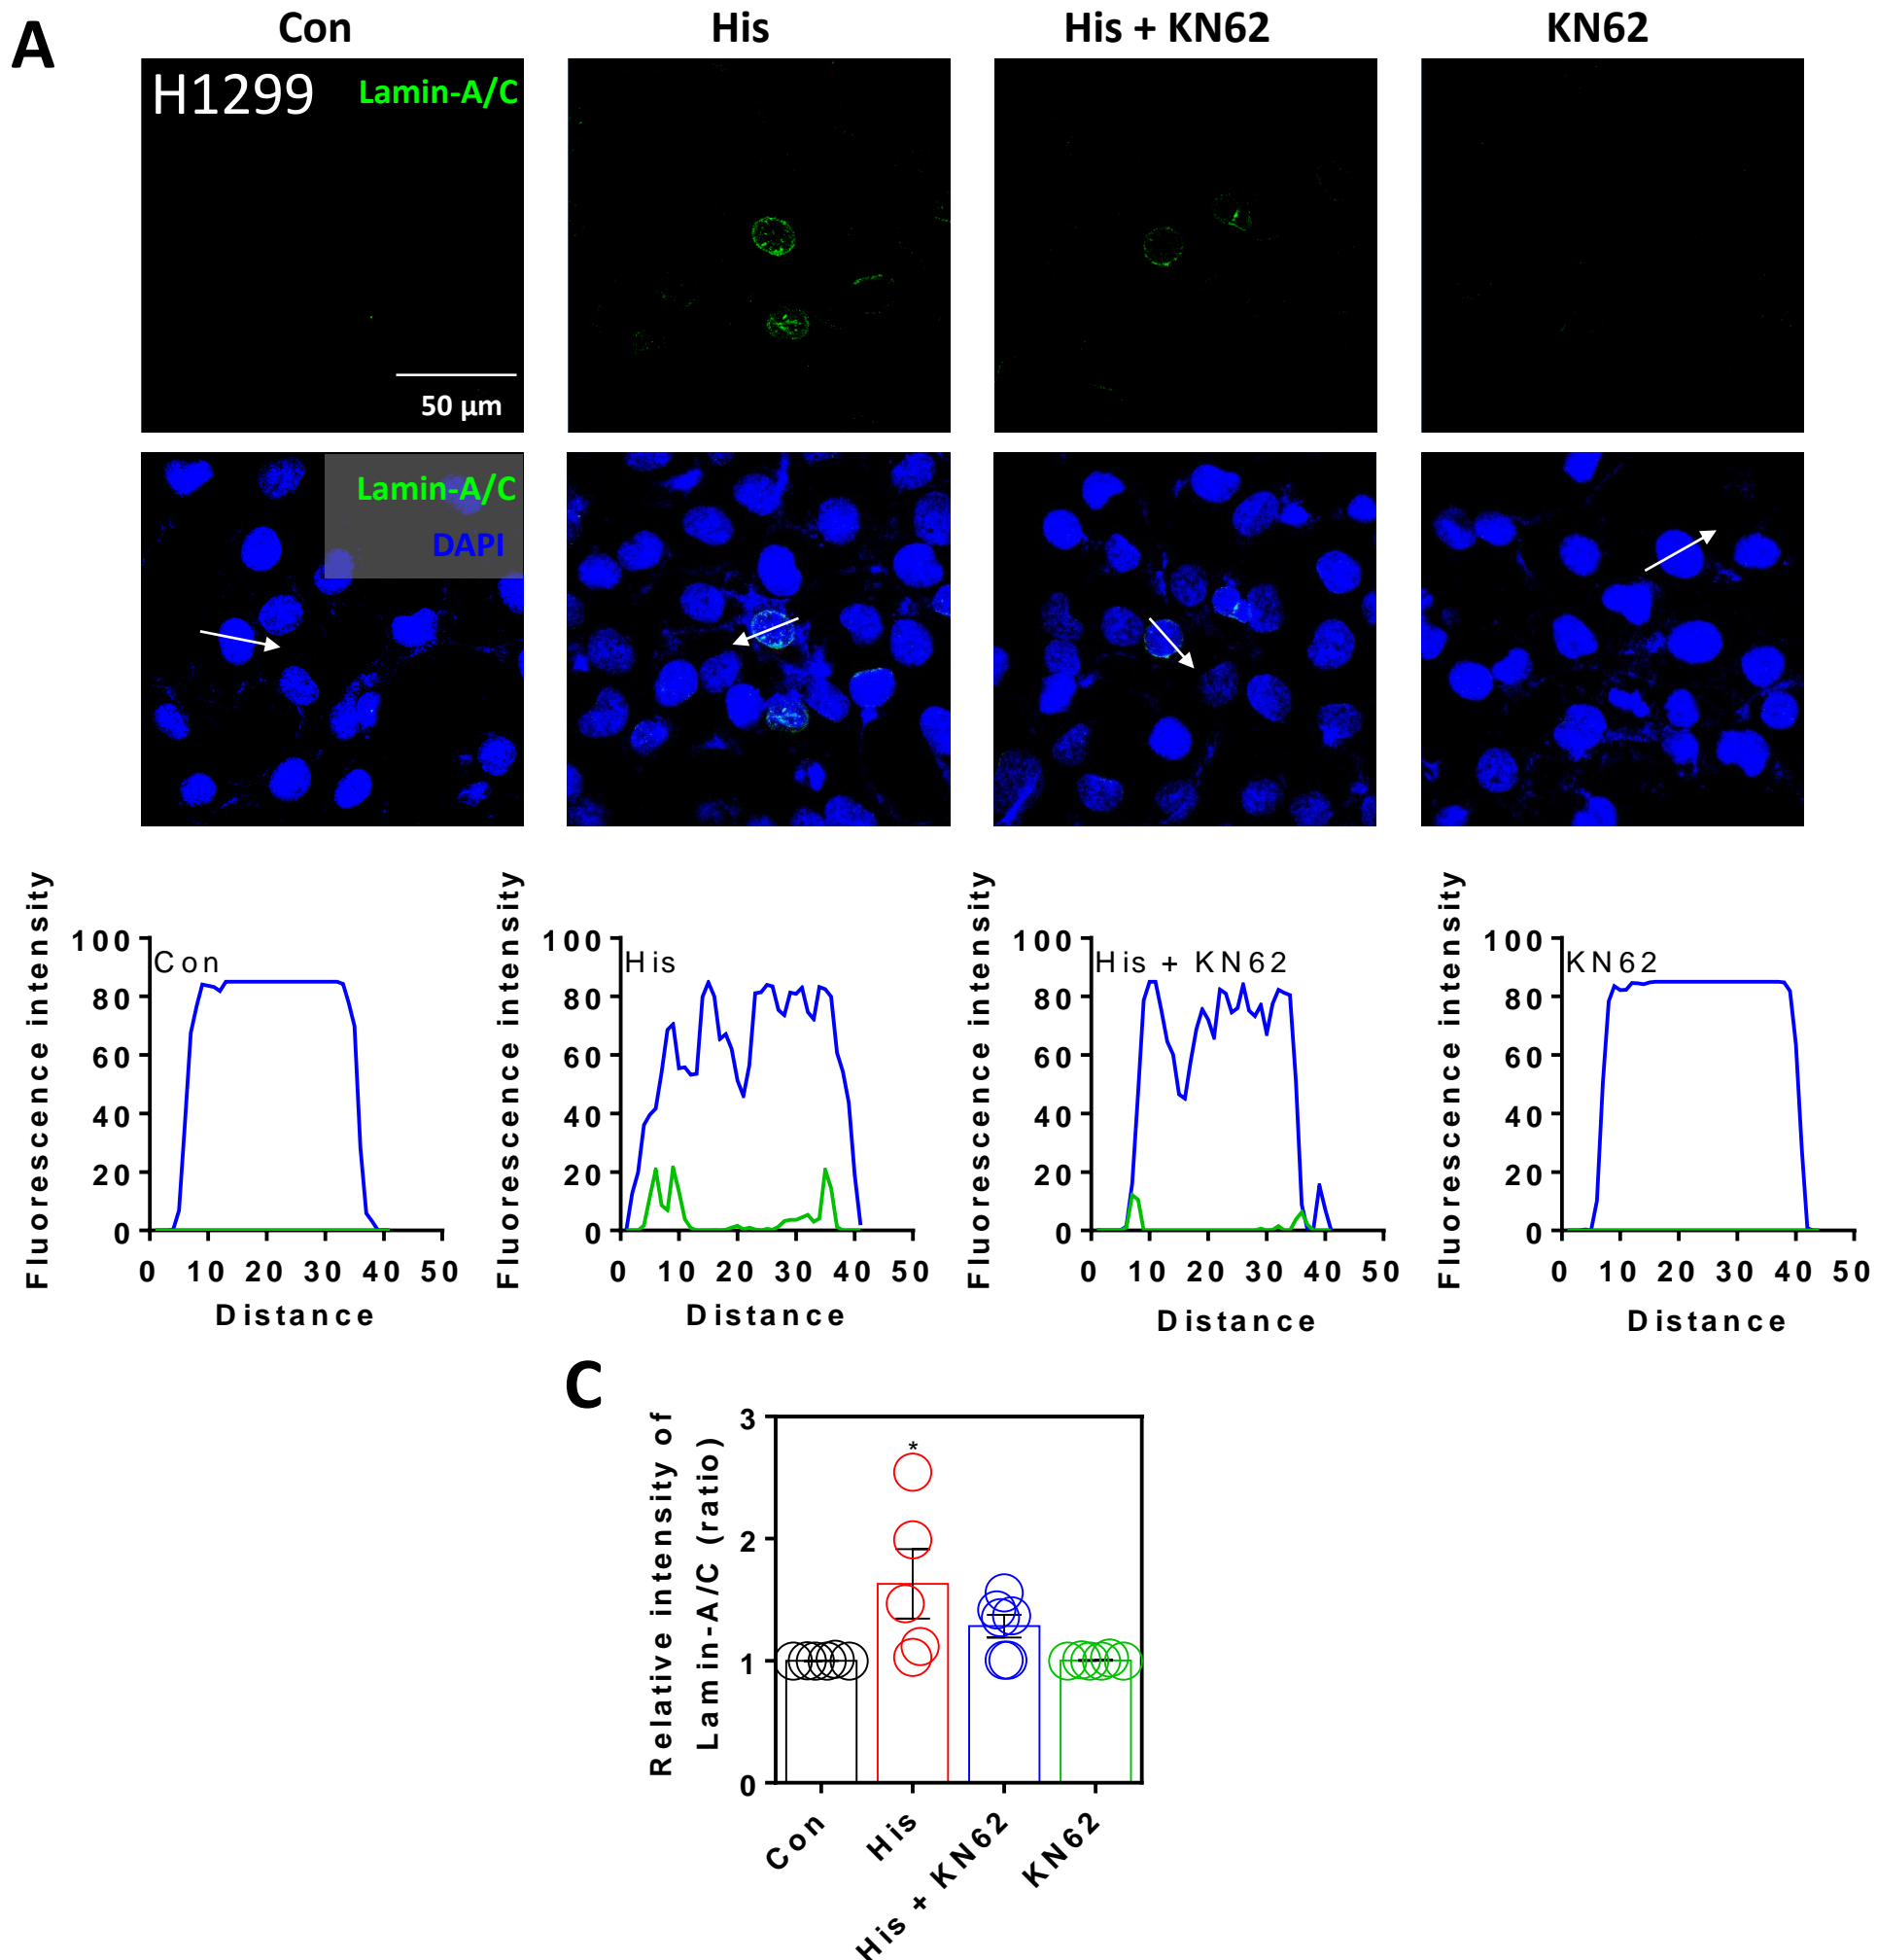 A
Con
His
His + KN62
KN62
H1299
Lamin-A/C
50 µm
Lamin-A/C
DAPI
Fluorescence intensity
100
80
60
40
20
0
Con
0 10 20 30 40 50
Distance
Fluorescence intensity
100
80
60
40
20
0
His
0 10 20 30 40 50
Distance
Fluorescence intensity
100
80
60
40
20
0
His + KN62
0 10 20 30 40 50
Distance
Fluorescence intensity
100
80
60
40
20
0
KN62
0 10 20 30 40 50
Distance
C
Relative intensity of
Lamin-A/C (ratio)
3
2
1
0
*
Con
His
His + KN62
KN62